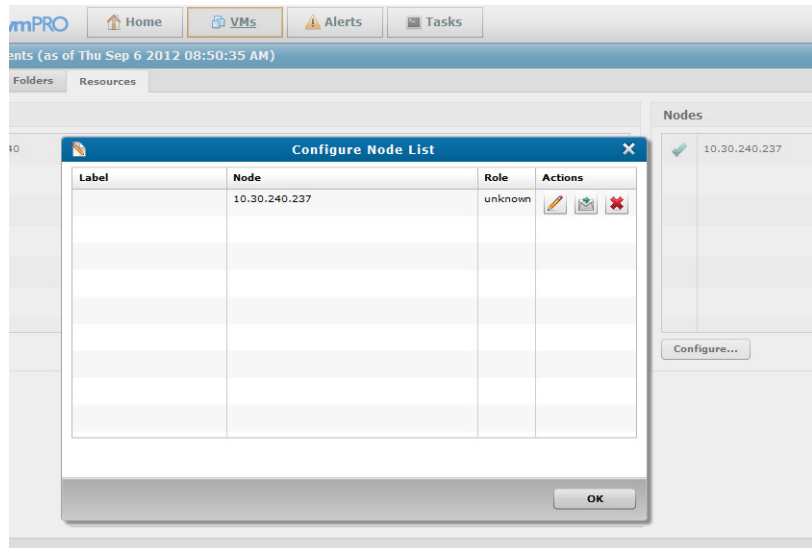 vmPRO Home VMs Alerts Tasks
ents (as of Thu Sep 6 2012 08:50:35 AM)
Folders Resources
Nodes
40
10.30.240.237
Configure Node List
Label Node Role Actions
10.30.240.237 unknown
Configure...
OK